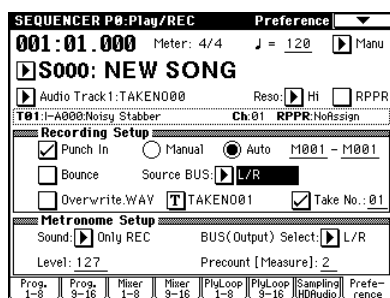 SEQUENCER P0:Play/REC Preference
001:01.000 Meter: 4/4 ♩= 120 Manu
S000: NEW SONG
Audio Track1:TAKEN000 Reso: Hi RPPR
T01:I-A000:Noisy Stabber Ch:01 RPPR:NoAssign
Recording Setup
Punch In Manual Auto M001 - M001
Bounce Source BUS: L/R
Overwrite.WAV T TAKEN001 Take No.: 01
Metronome Setup
Sound: Only REC BUS(Output) Select: L/R
Level: 127 Precount [Measure]: 2
Prog. 1-8 Prog. 9-16 Mixer 1-8 Mixer 9-16 PlyLoop 1-8 PlyLoop 9-16 Sampling HDAudio Prefe- rence